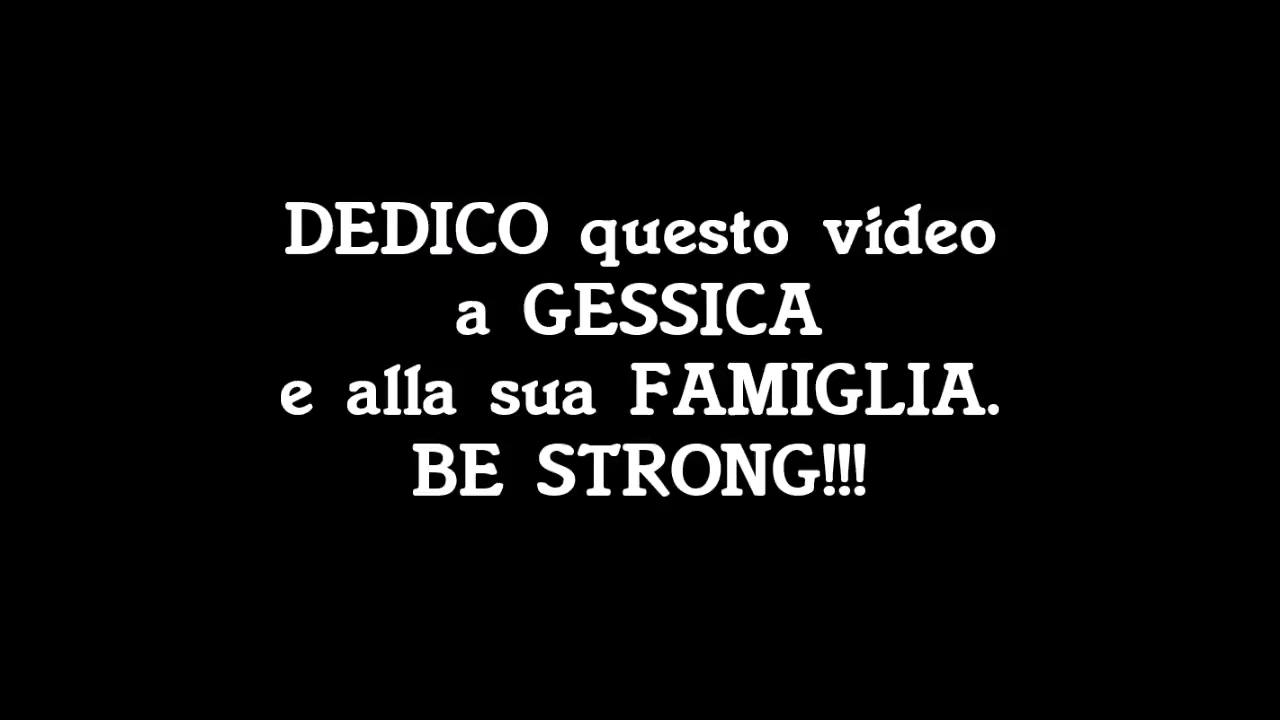 DEDICO questo video
a GESSICA
e alla sua FAMIGLIA.
BE STRONG!!!